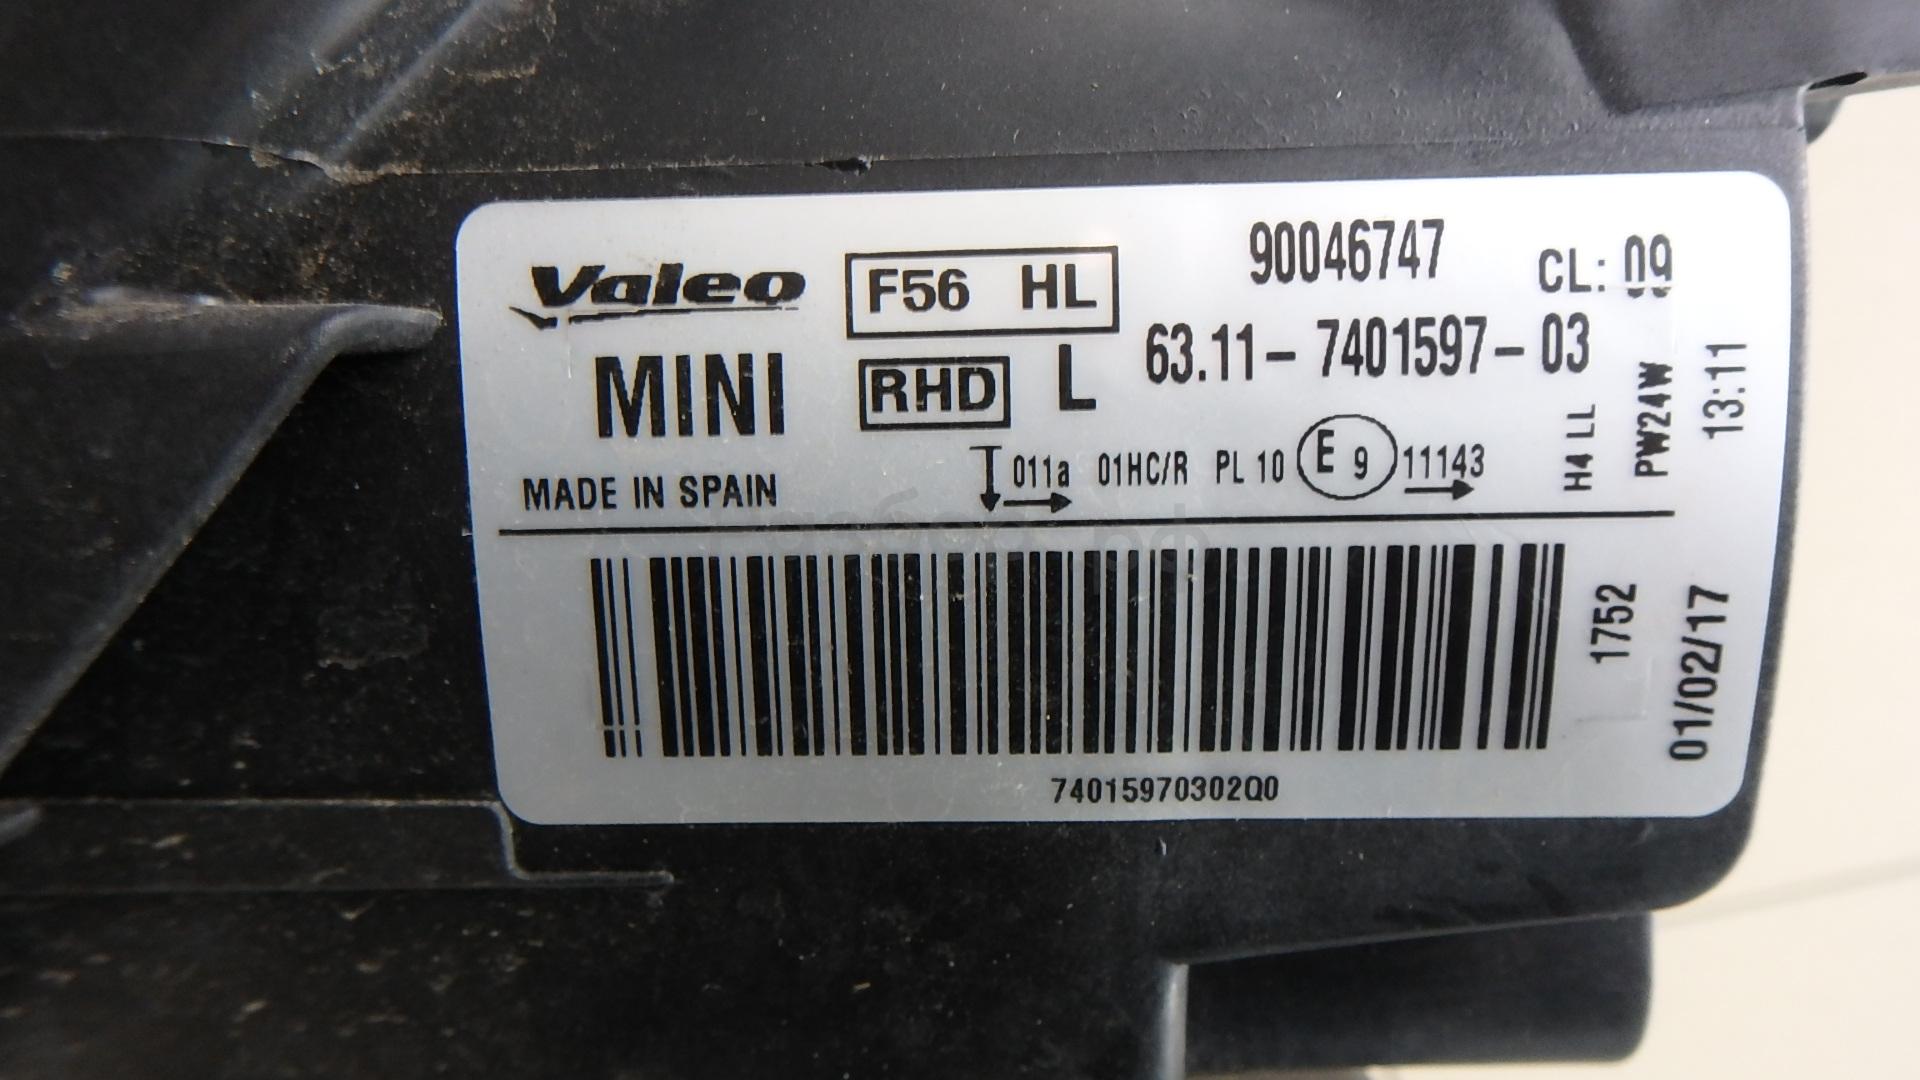 Valeo
F56 HL
90046747
CL: 09
MINI
RHD L
63.11-7401597-03
MADE IN SPAIN
011a 01HC/R PL 10 E 9 11143
H4 LL
PW24W
13:11
1752
01/02/17
74015970302Q0